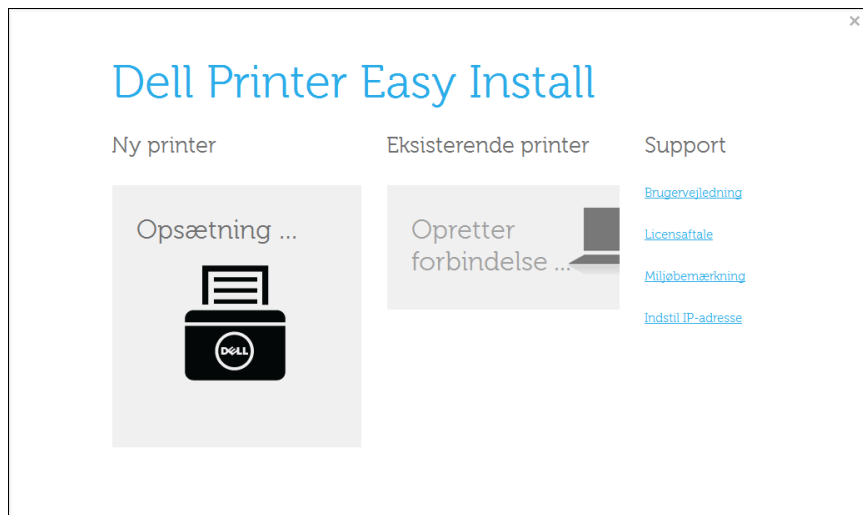 ×
Dell Printer Easy Install
Ny printer
Eksisterende printer
Support
Opsætning ...
DELL
Opretter
forbindelse ...
Brugervejledning
Licensaftale
Miljøbemærkning
Indstil IP-adresse